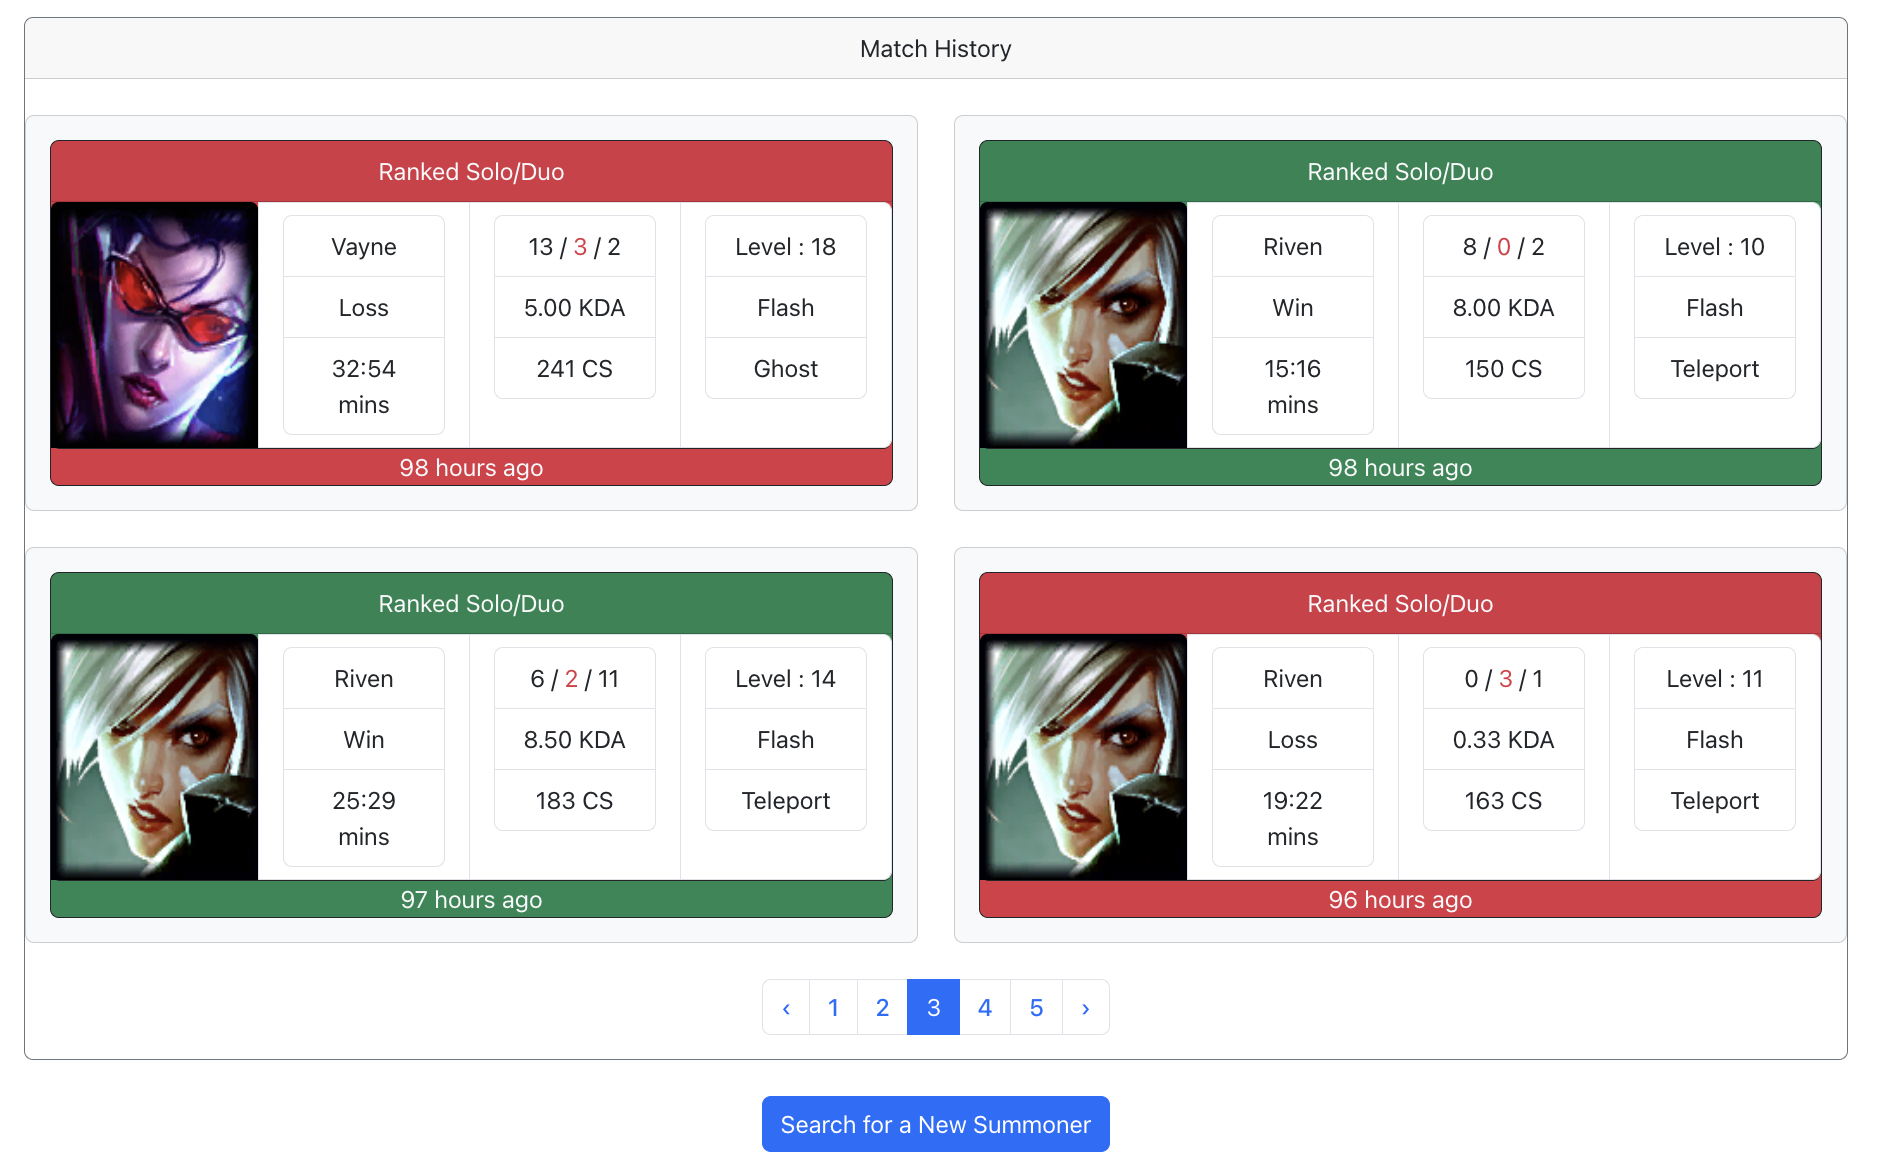 Match History
Ranked Solo/Duo
Vayne
Loss
32:54
mins
13 / 3 / 2
5.00 KDA
241 CS
Level : 18
Flash
Ghost
98 hours ago
Ranked Solo/Duo
Riven
Win
15:16
mins
8 / 0 / 2
8.00 KDA
150 CS
Level : 10
Flash
Teleport
98 hours ago
Ranked Solo/Duo
Riven
Win
25:29
mins
6 / 2 / 11
8.50 KDA
183 CS
Level : 14
Flash
Teleport
97 hours ago
Ranked Solo/Duo
Riven
Loss
19:22
mins
0 / 3 / 1
0.33 KDA
163 CS
Level : 11
Flash
Teleport
96 hours ago
‹ 1 2 3 4 5 ›
Search for a New Summoner